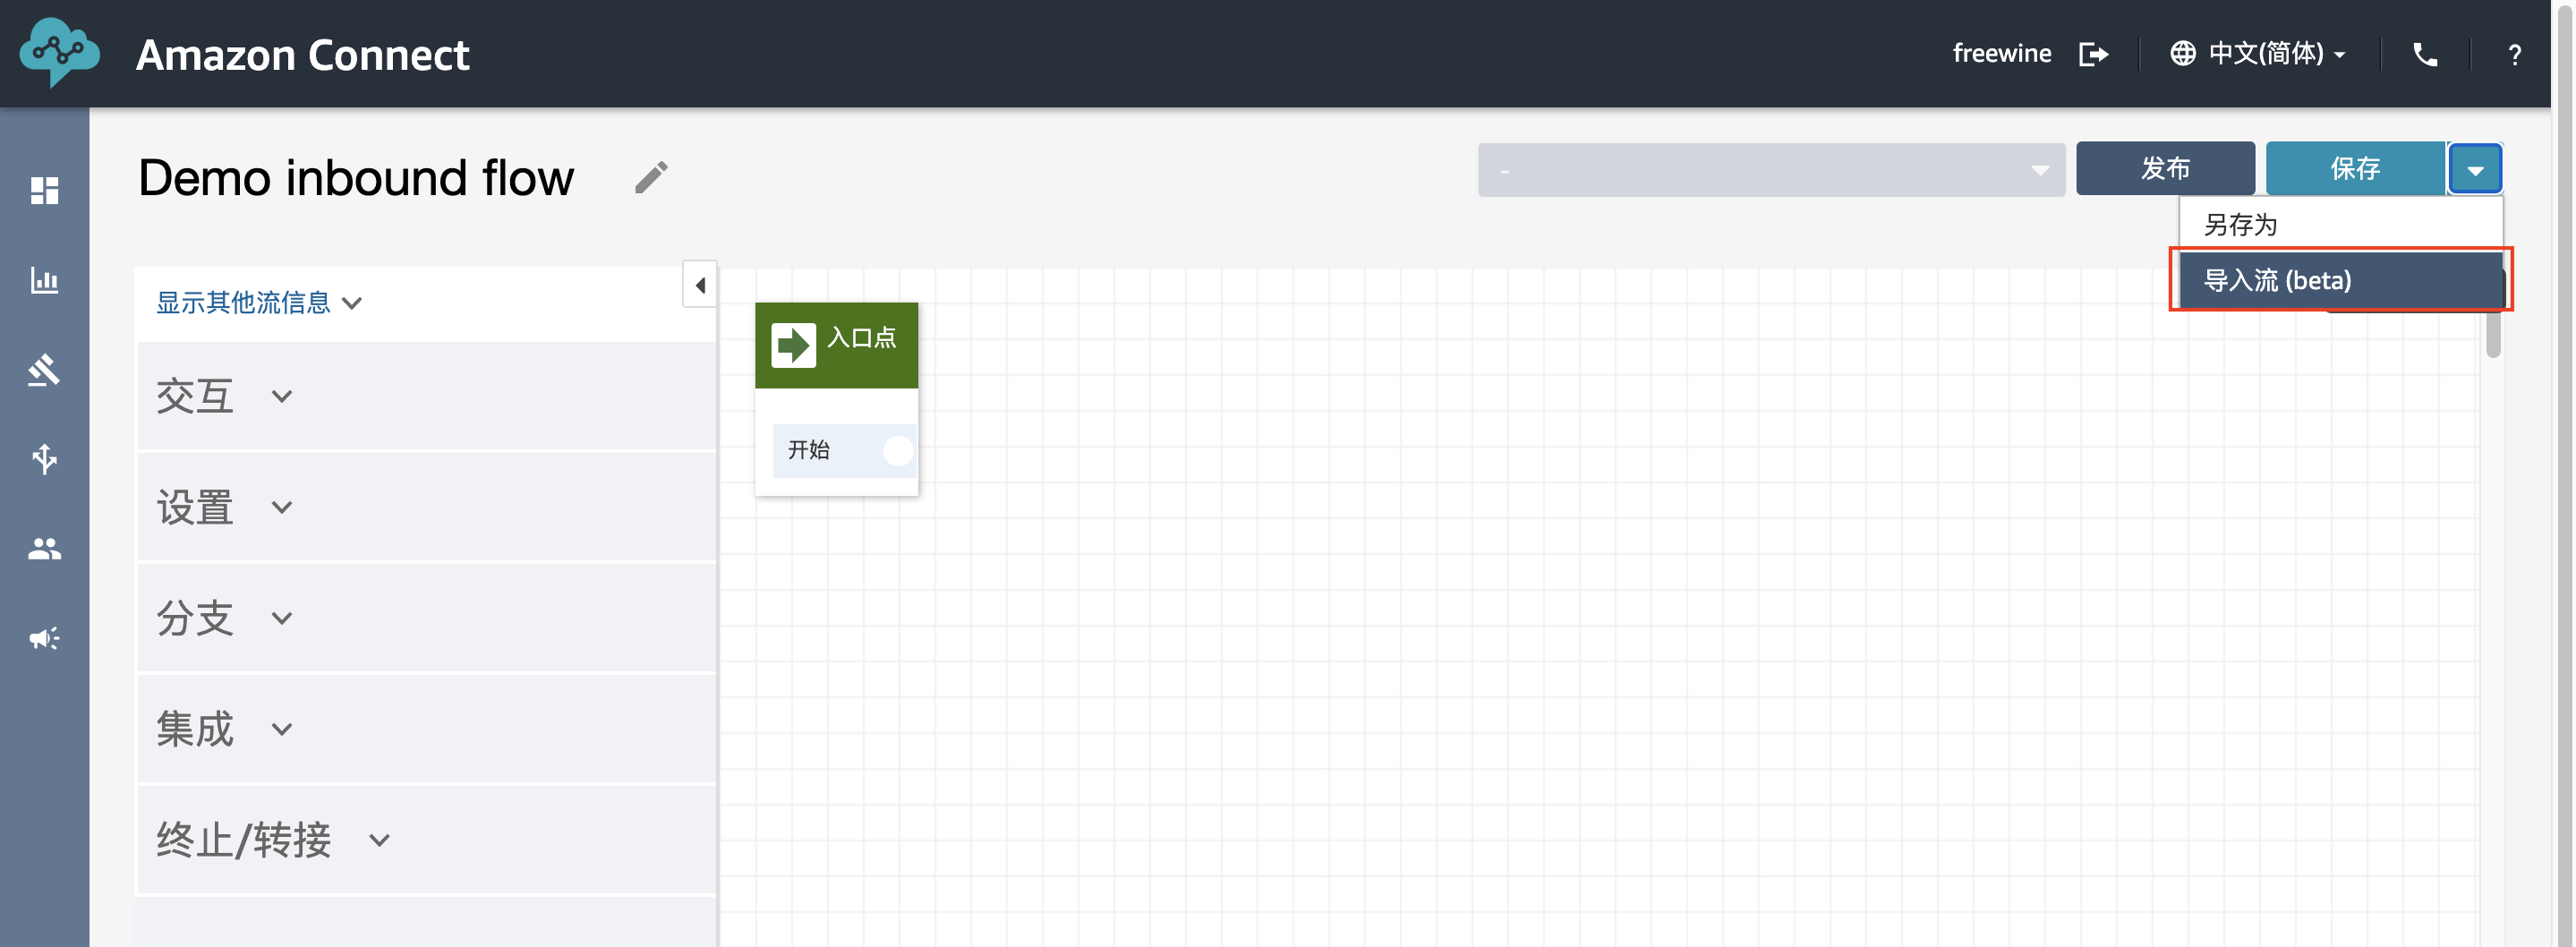 Amazon Connect
freewine
中文(简体)
?
Demo inbound flow
-
发布
保存
另存为
导入流 (beta)
显示其他流信息
交互
设置
分支
集成
终止/转接
入口点
开始